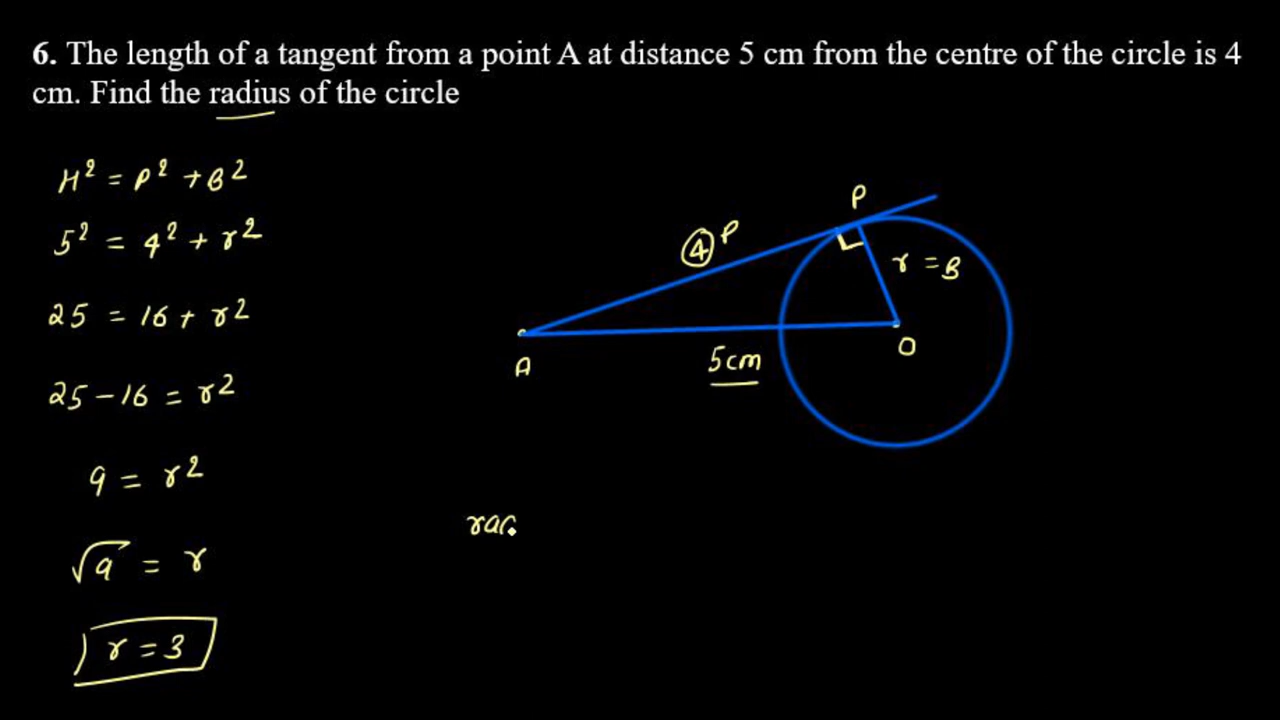 6. The length of a tangent from a point A at distance 5 cm from the centre of the circle is 4
cm. Find the radius of the circle
H² = P² + B²
5² = 4² + r²
25 = 16 + r²
25 - 16 = r²
9 = r²
√9 = r
r = 3
P
4 P
r = B
A
5cm
O